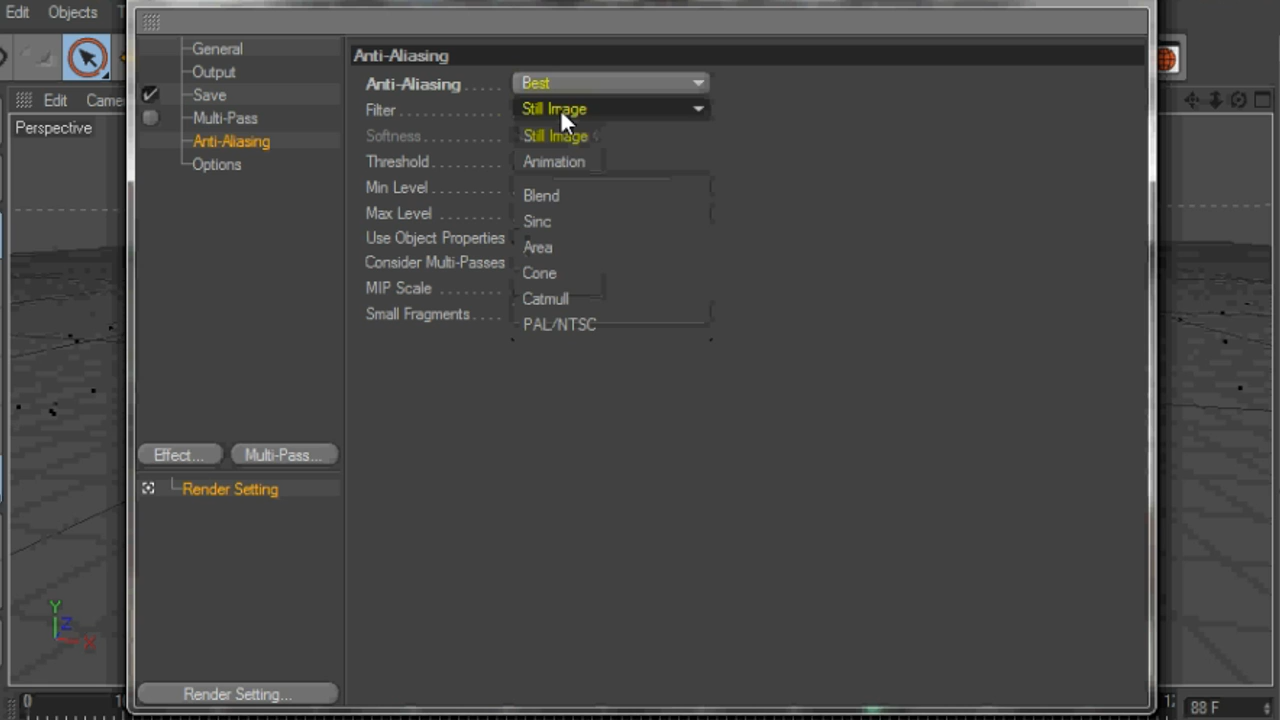 Edit Objects T
Edit Came
Perspective
General
Output
Save
Multi-Pass
Anti-Aliasing
Options
Effect... Multi-Pass...
Render Setting
Render Setting...
Anti-Aliasing
Anti-Aliasing . . . . . Best
Filter . . . . . . . . . . . . Still Image
Softness . . . . . . . . Still Image
Threshold . . . . . . . Animation
Min Level . . . . . . . .
Blend
Max Level . . . . . . .
Sinc
Use Object Properties
Area
Consider Multi-Passes
Cone
MIP Scale . . . . . . .
Catmull
Small Fragments . . . .
PAL/NTSC
Y
Z
X
0
88 F